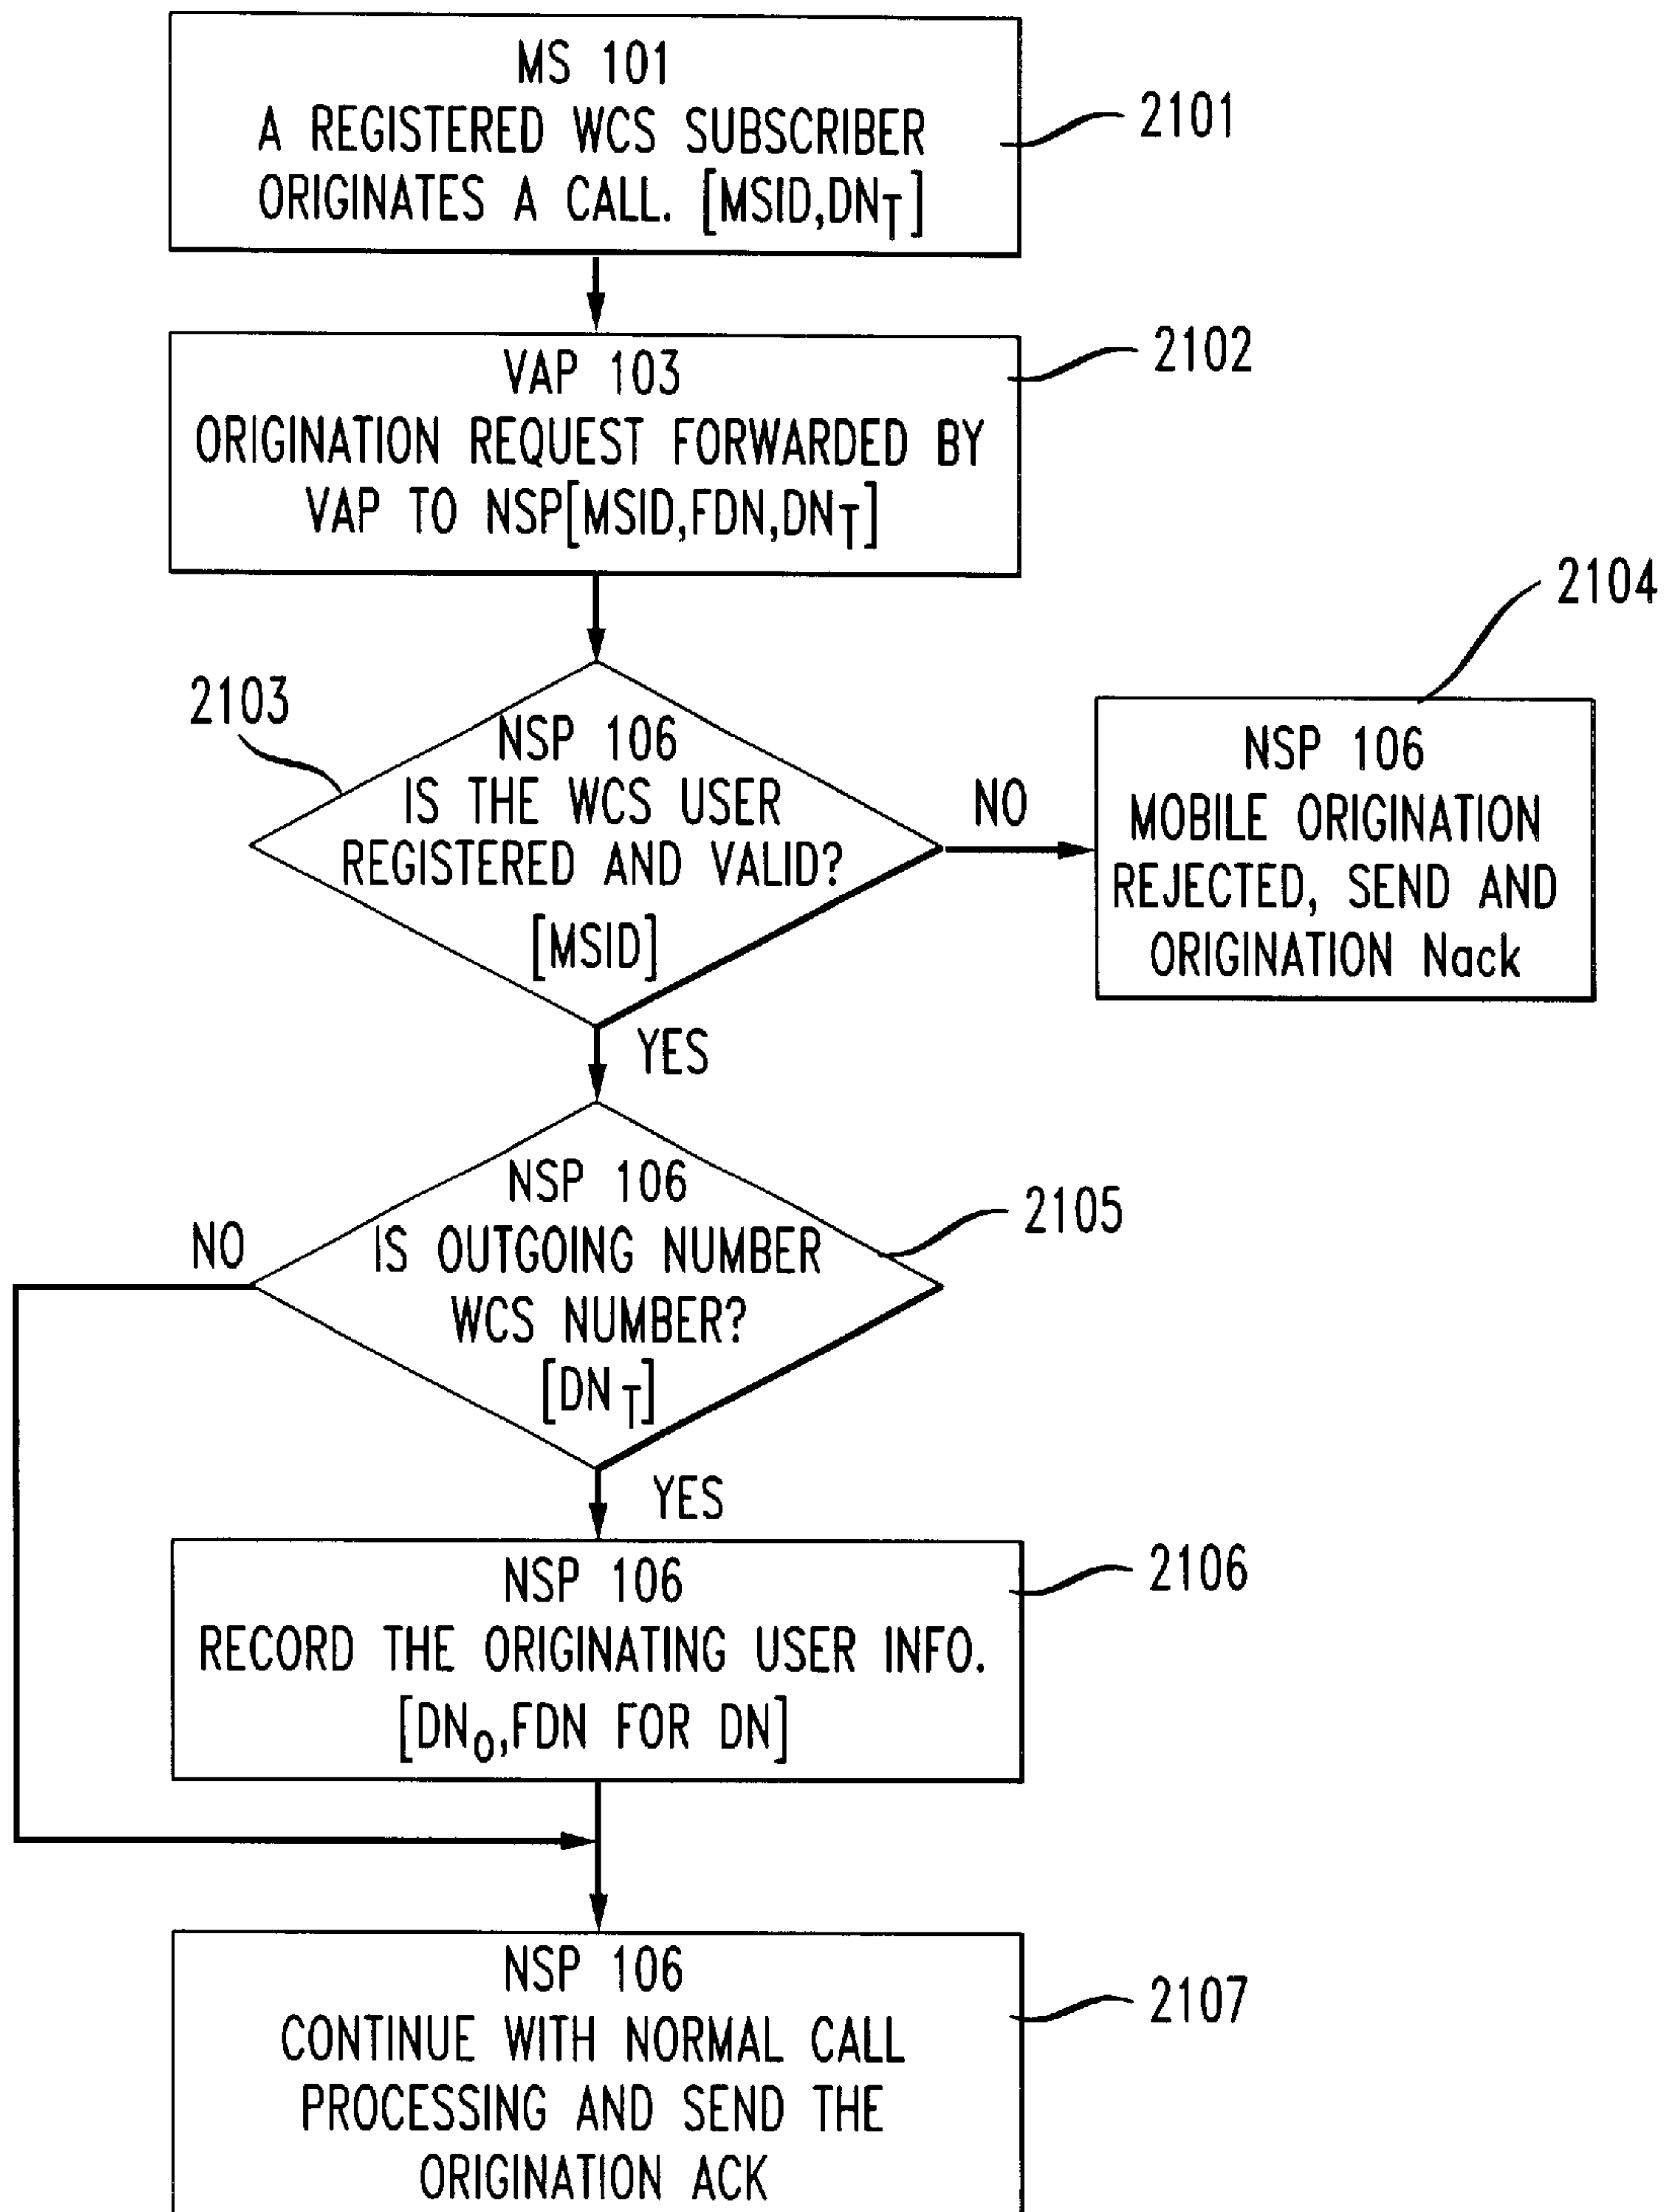 MS 101
A REGISTERED WCS SUBSCRIBER
ORIGINATES A CALL. [MSID,DNT]
2101
VAP 103
ORIGINATION REQUEST FORWARDED BY
VAP TO NSP[MSID,FDN,DNT]
2102
2103
NSP 106
IS THE WCS USER
REGISTERED AND VALID?
[MSID]
NO
2104
NSP 106
MOBILE ORIGINATION
REJECTED, SEND AND
ORIGINATION Nack
YES
NSP 106
IS OUTGOING NUMBER
WCS NUMBER?
[DNT]
2105
NO
YES
NSP 106
RECORD THE ORIGINATING USER INFO.
[DNO,FDN FOR DN]
2106
NSP 106
CONTINUE WITH NORMAL CALL
PROCESSING AND SEND THE
ORIGINATION ACK
2107